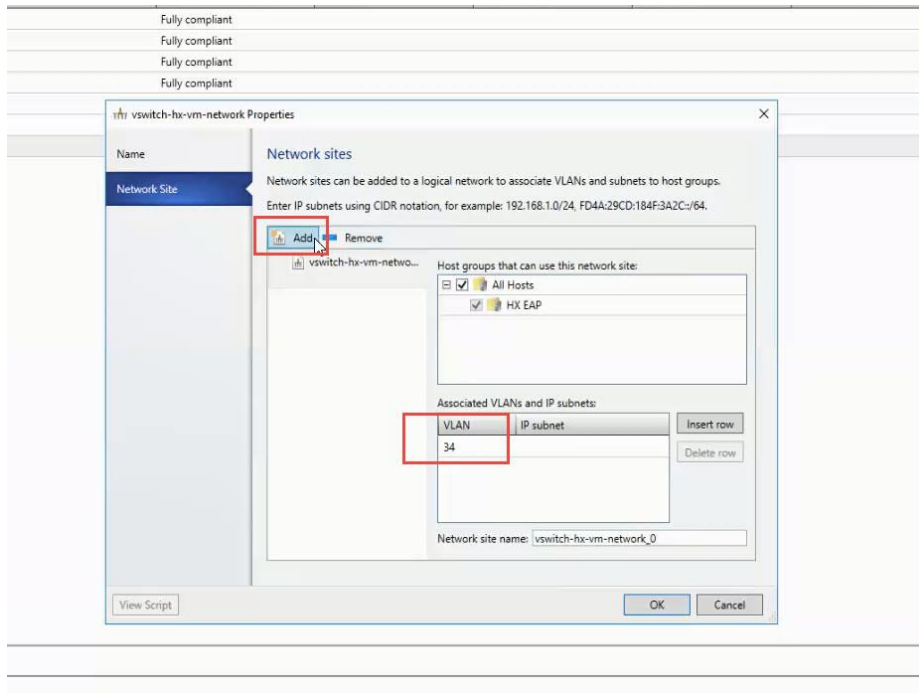 Fully compliant
Fully compliant
Fully compliant
Fully compliant
vswitch-hx-vm-network Properties
Name
Network Site
Network sites
Network sites can be added to a logical network to associate VLANs and subnets to host groups.
Enter IP subnets using CIDR notation, for example: 192.168.1.0/24, FD4A:29CD:184F:3A2C::/64.
Add Remove
vswitch-hx-vm-netwo...
Host groups that can use this network site:
All Hosts
HX EAP
Associated VLANs and IP subnets:
VLAN IP subnet
34
Insert row
Delete row
Network site name: vswitch-hx-vm-network_0
View Script OK Cancel